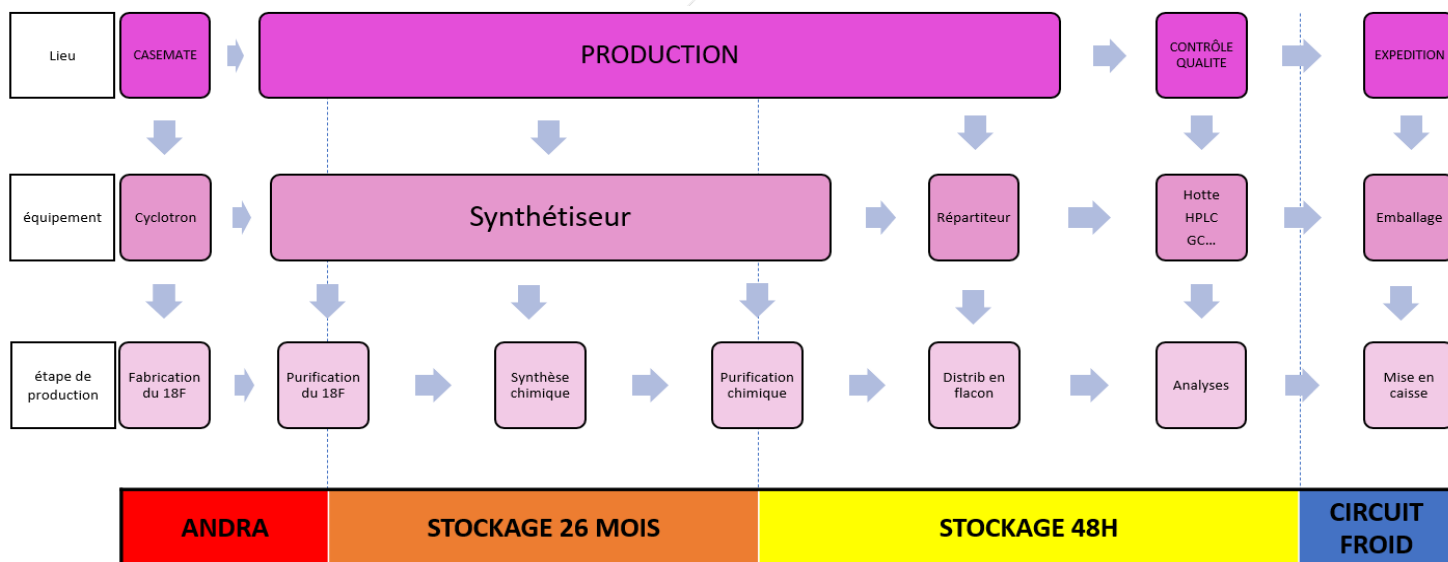 Lieu
CASEMATE
PRODUCTION
CONTRÔLE
QUALITE
EXPEDITION
équipement
Cyclotron
Synthétiseur
Répartiteur
Hotte
HPLC
GC...
Emballage
étape de
production
Fabrication
du 18F
Purification
du 18F
Synthèse
chimique
Purification
chimique
Distrib en
flacon
Analyses
Mise en
caisse
ANDRA
STOCKAGE 26 MOIS
STOCKAGE 48H
CIRCUIT
FROID